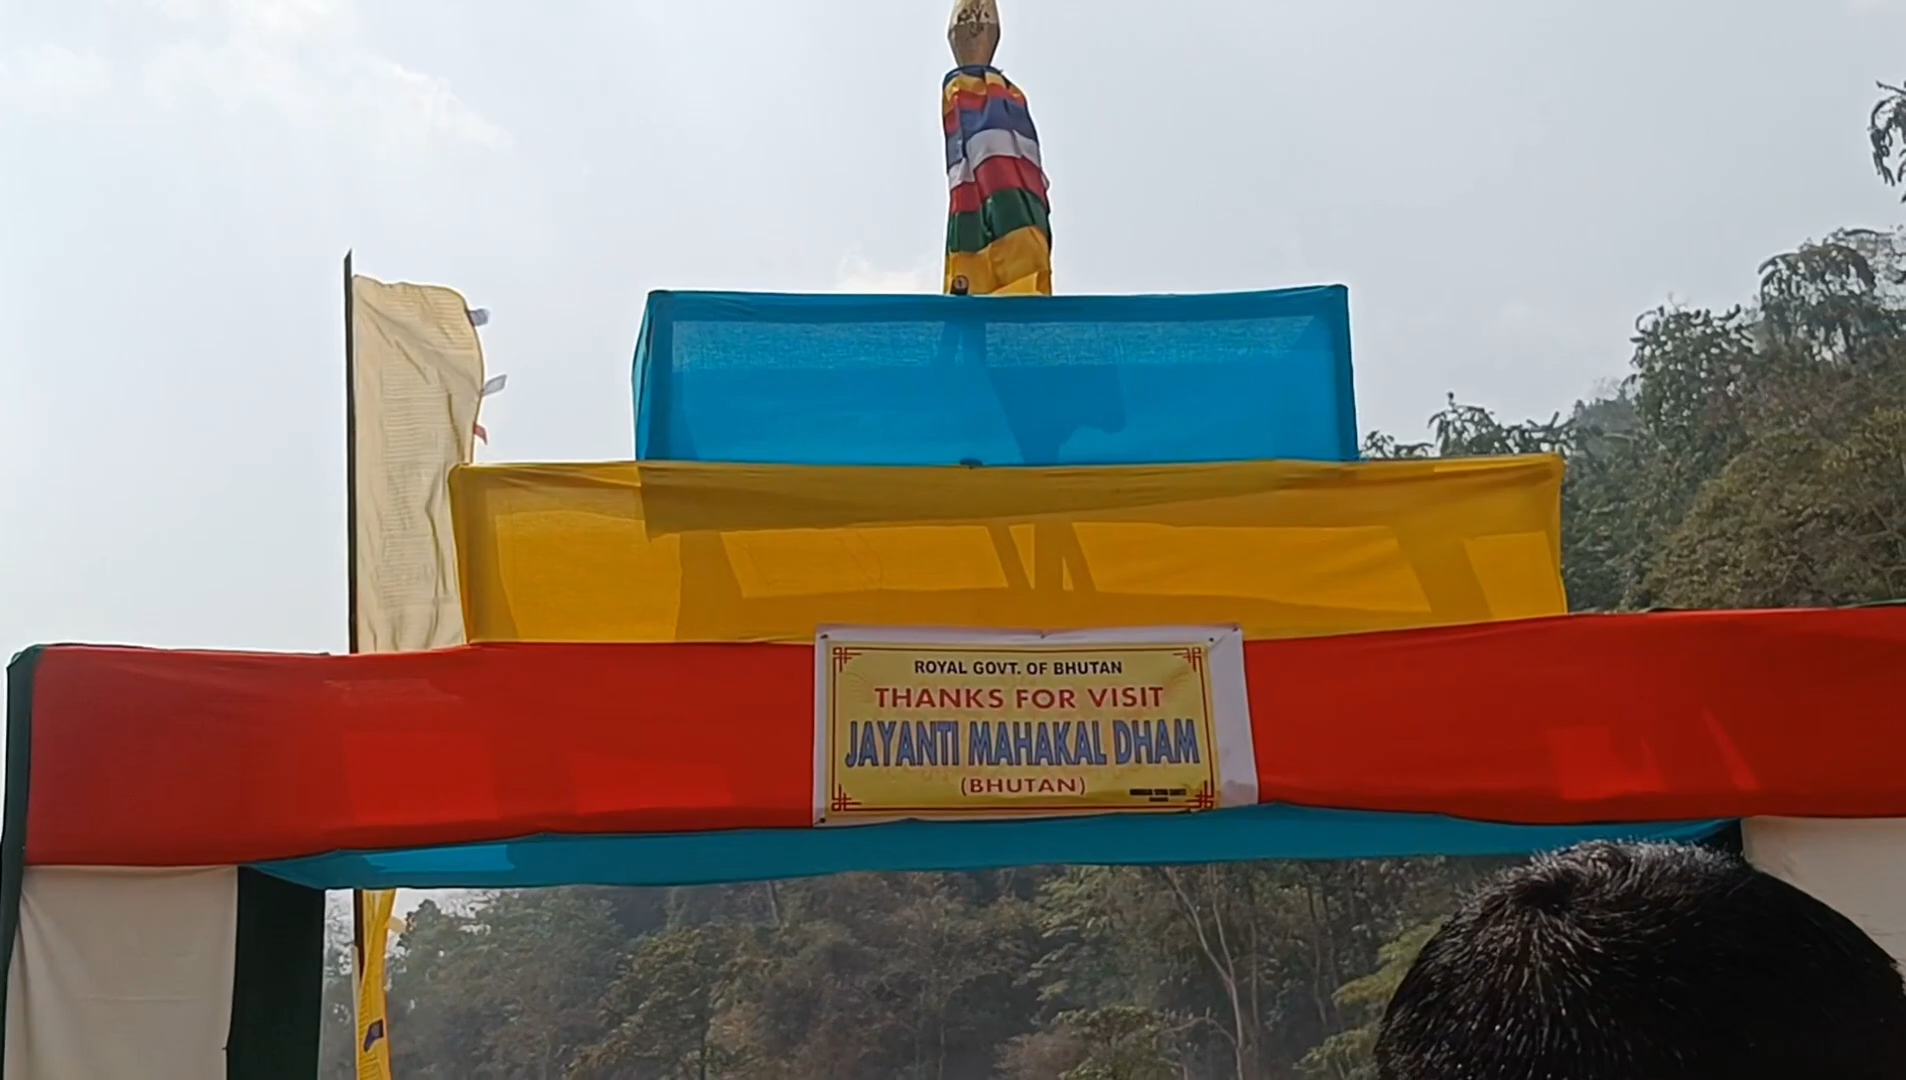 ROYAL GOVT. OF BHUTAN
THANKS FOR VISIT
JAYANTI MAHAKAL DHAM
(BHUTAN)